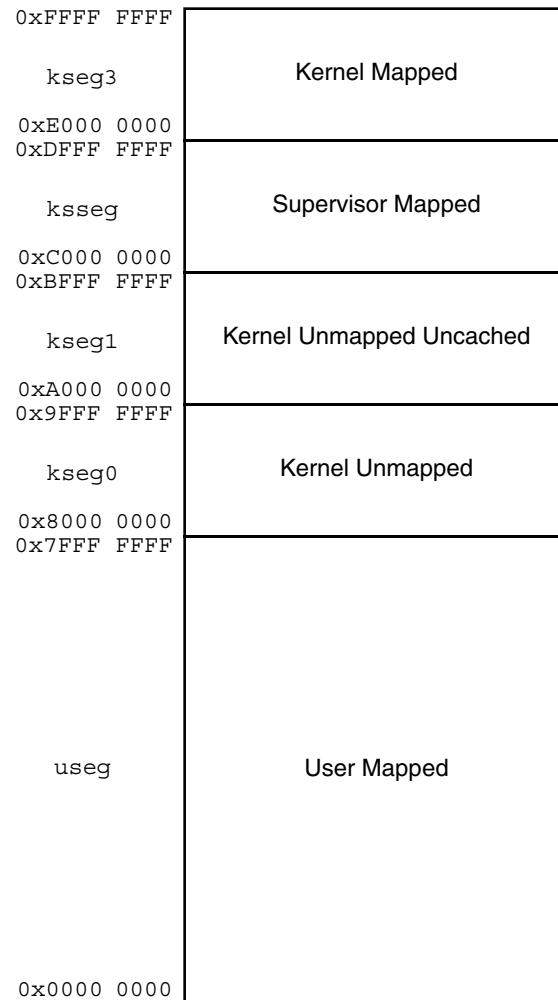 0xFFFF FFFF
kseg3
Kernel Mapped
0xE000 0000
0xDFFF FFFF
ksseg
Supervisor Mapped
0xC000 0000
0xBFFF FFFF
kseg1
Kernel Unmapped Uncached
0xA000 0000
0x9FFF FFFF
kseg0
Kernel Unmapped
0x8000 0000
0x7FFF FFFF
useg
User Mapped
0x0000 0000